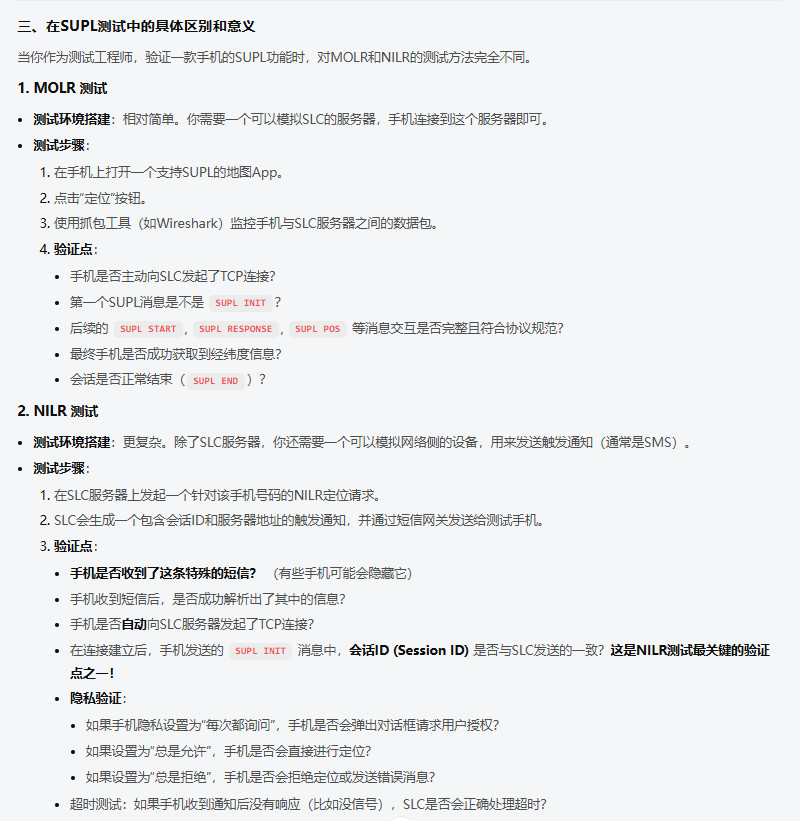 三、在SUPL测试中的具体区别和意义
当你作为测试工程师，验证一款手机的SUPL功能时，对MOLR和NILR的测试方法完全不同。
1. MOLR 测试
• 测试环境搭建：相对简单。你需要一个可以模拟SLC的服务器，手机连接到这个服务器即可。
• 测试步骤：
1. 在手机上打开一个支持SUPL的地图App。
2. 点击“定位”按钮。
3. 使用抓包工具（如Wireshark）监控手机与SLC服务器之间的数据包。
4. 验证点：
• 手机是否主动向SLC发起了TCP连接？
• 第一个SUPL消息是不是 SUPL INIT ？
• 后续的 SUPL START , SUPL RESPONSE , SUPL POS 等消息交互是否完整且符合协议规范？
• 最终手机是否成功获取到经纬度信息？
• 会话是否正常结束（ SUPL END ）？
2. NILR 测试
• 测试环境搭建：更复杂。除了SLC服务器，你还需要一个可以模拟网络侧的设备，用来发送触发通知（通常是SMS）。
• 测试步骤：
1. 在SLC服务器上发起一个针对该手机号码的NILR定位请求。
2. SLC会生成一个包含会话ID和服务器地址的触发通知，并通过短信网关发送给测试手机。
3. 验证点：
• 手机是否收到了这条特殊的短信？（有些手机可能会隐藏它）
• 手机收到短信后，是否成功解析出了其中的信息？
• 手机是否自动向SLC服务器发起了TCP连接？
• 在连接建立后，手机发送的 SUPL INIT 消息中，会话ID (Session ID) 是否与SLC发送的一致？这是NILR测试最关键的验证
点之一！
• 隐私验证：
• 如果手机隐私设置为“每次都询问”，手机是否会弹出对话框请求用户授权？
• 如果设置为“总是允许”，手机是否会直接进行定位？
• 如果设置为“总是拒绝”，手机是否会拒绝定位或发送错误消息？
• 超时测试：如果手机收到通知后没有响应（比如没信号），SLC是否会正确处理超时？